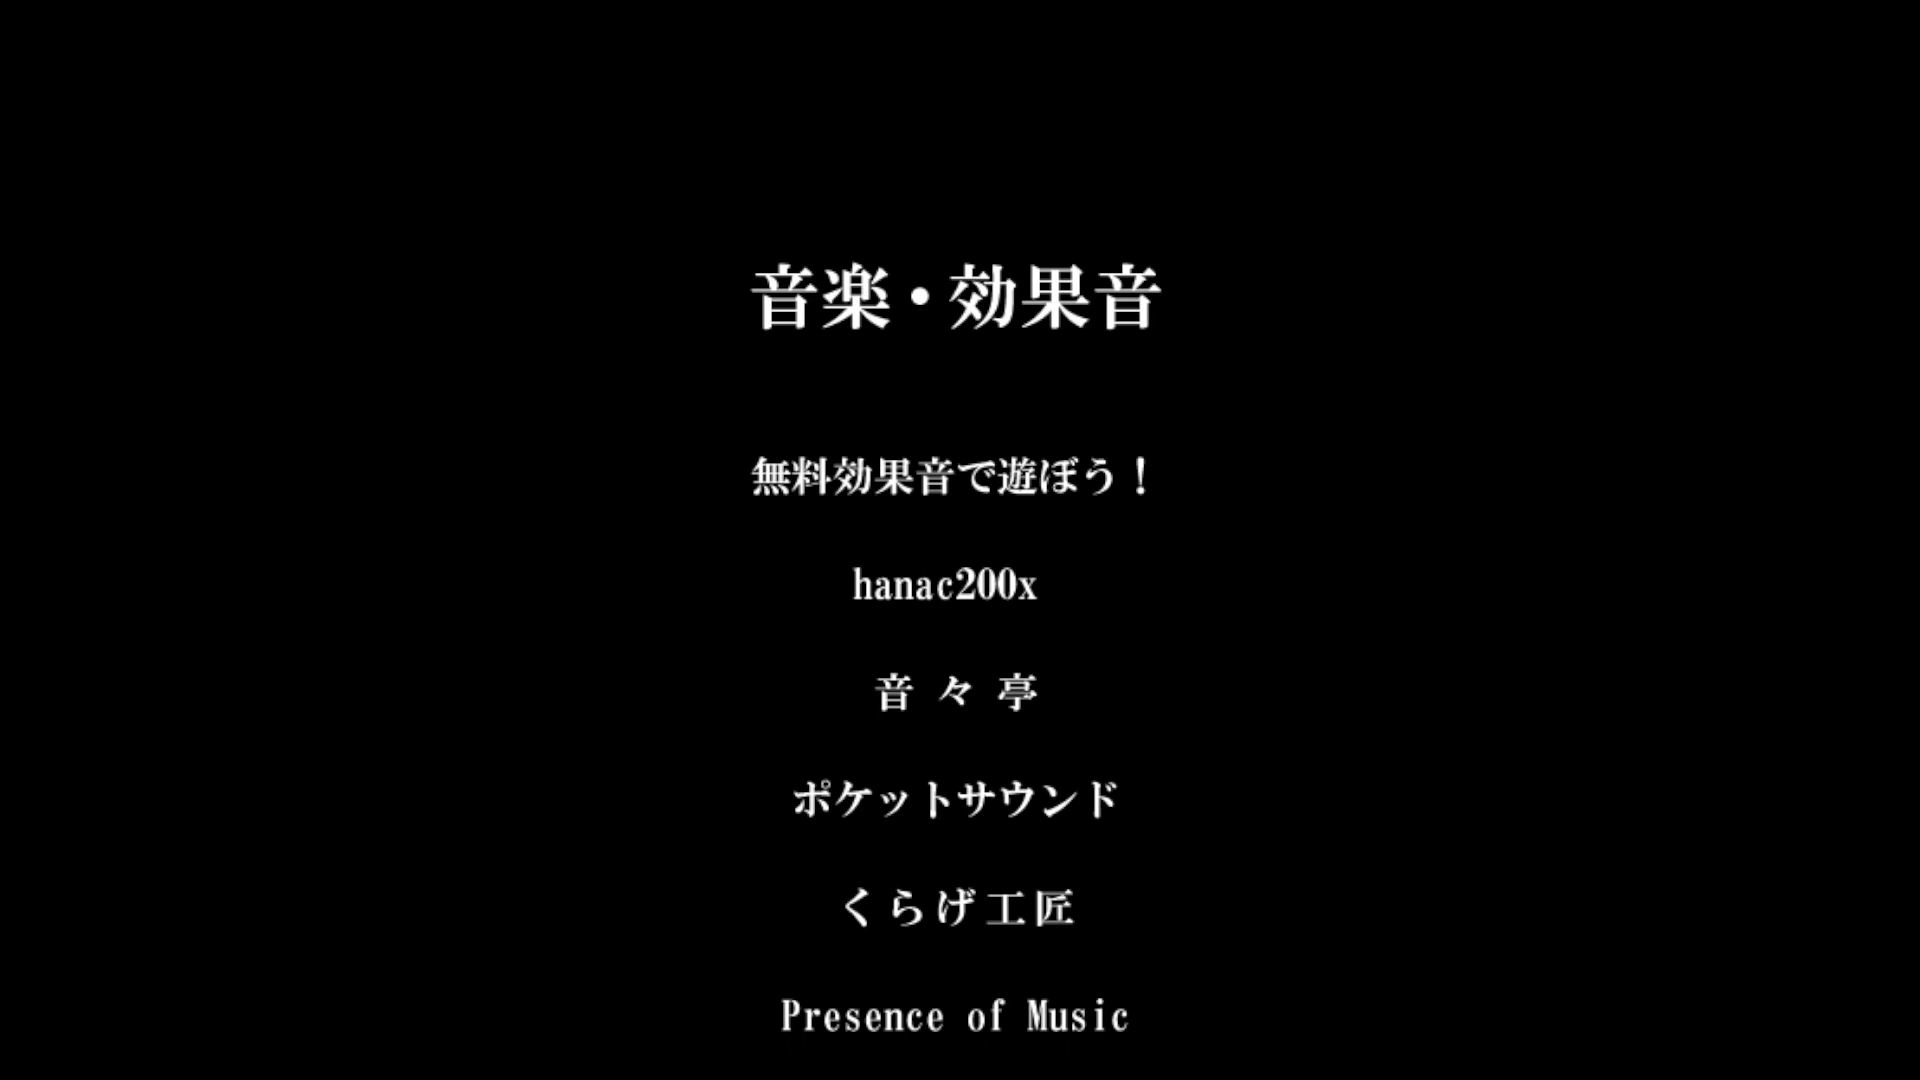 音楽・効果音
無料効果音で遊ぼう！
hanac200x
音々亭
ポケットサウンド
くらげ工匠
Presence of Music